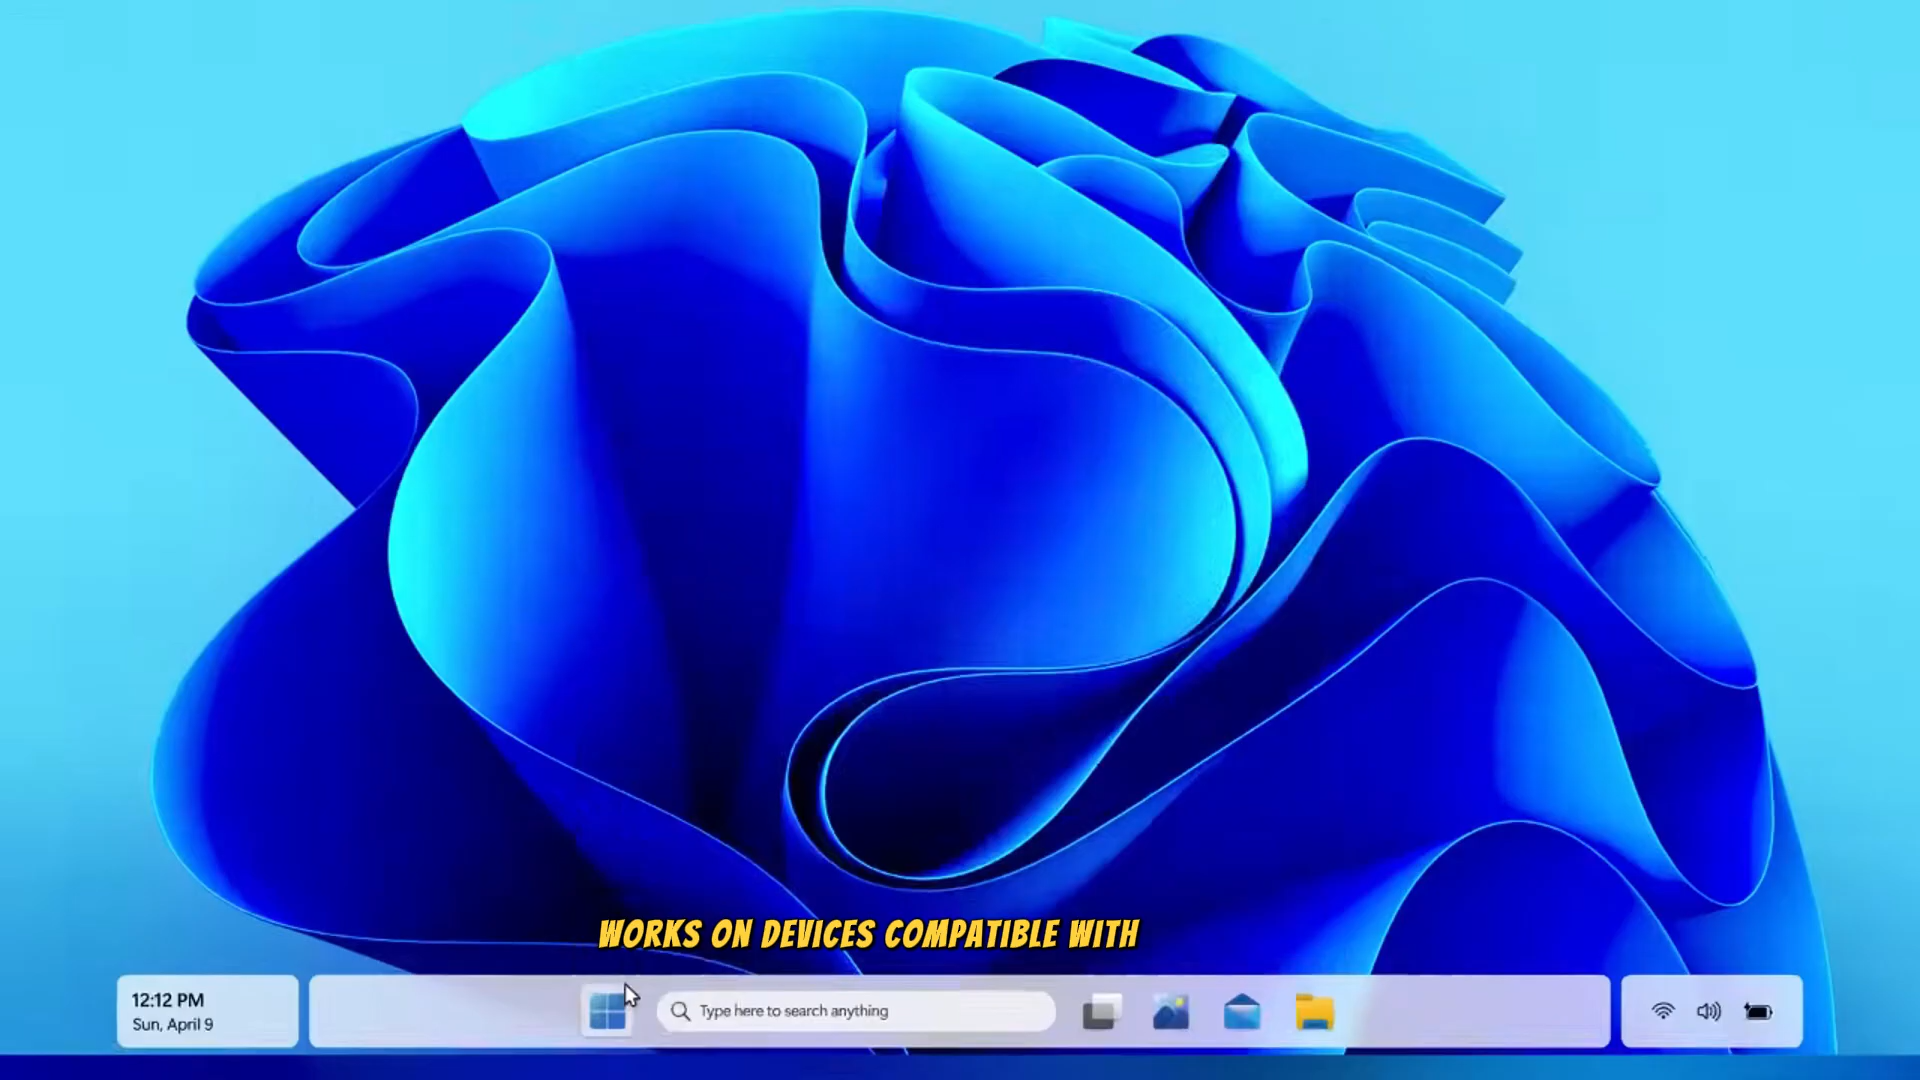 WORKS ON DEVICES COMPATIBLE WITH
12:12 PM
Sun, April 9
Type here to search anything